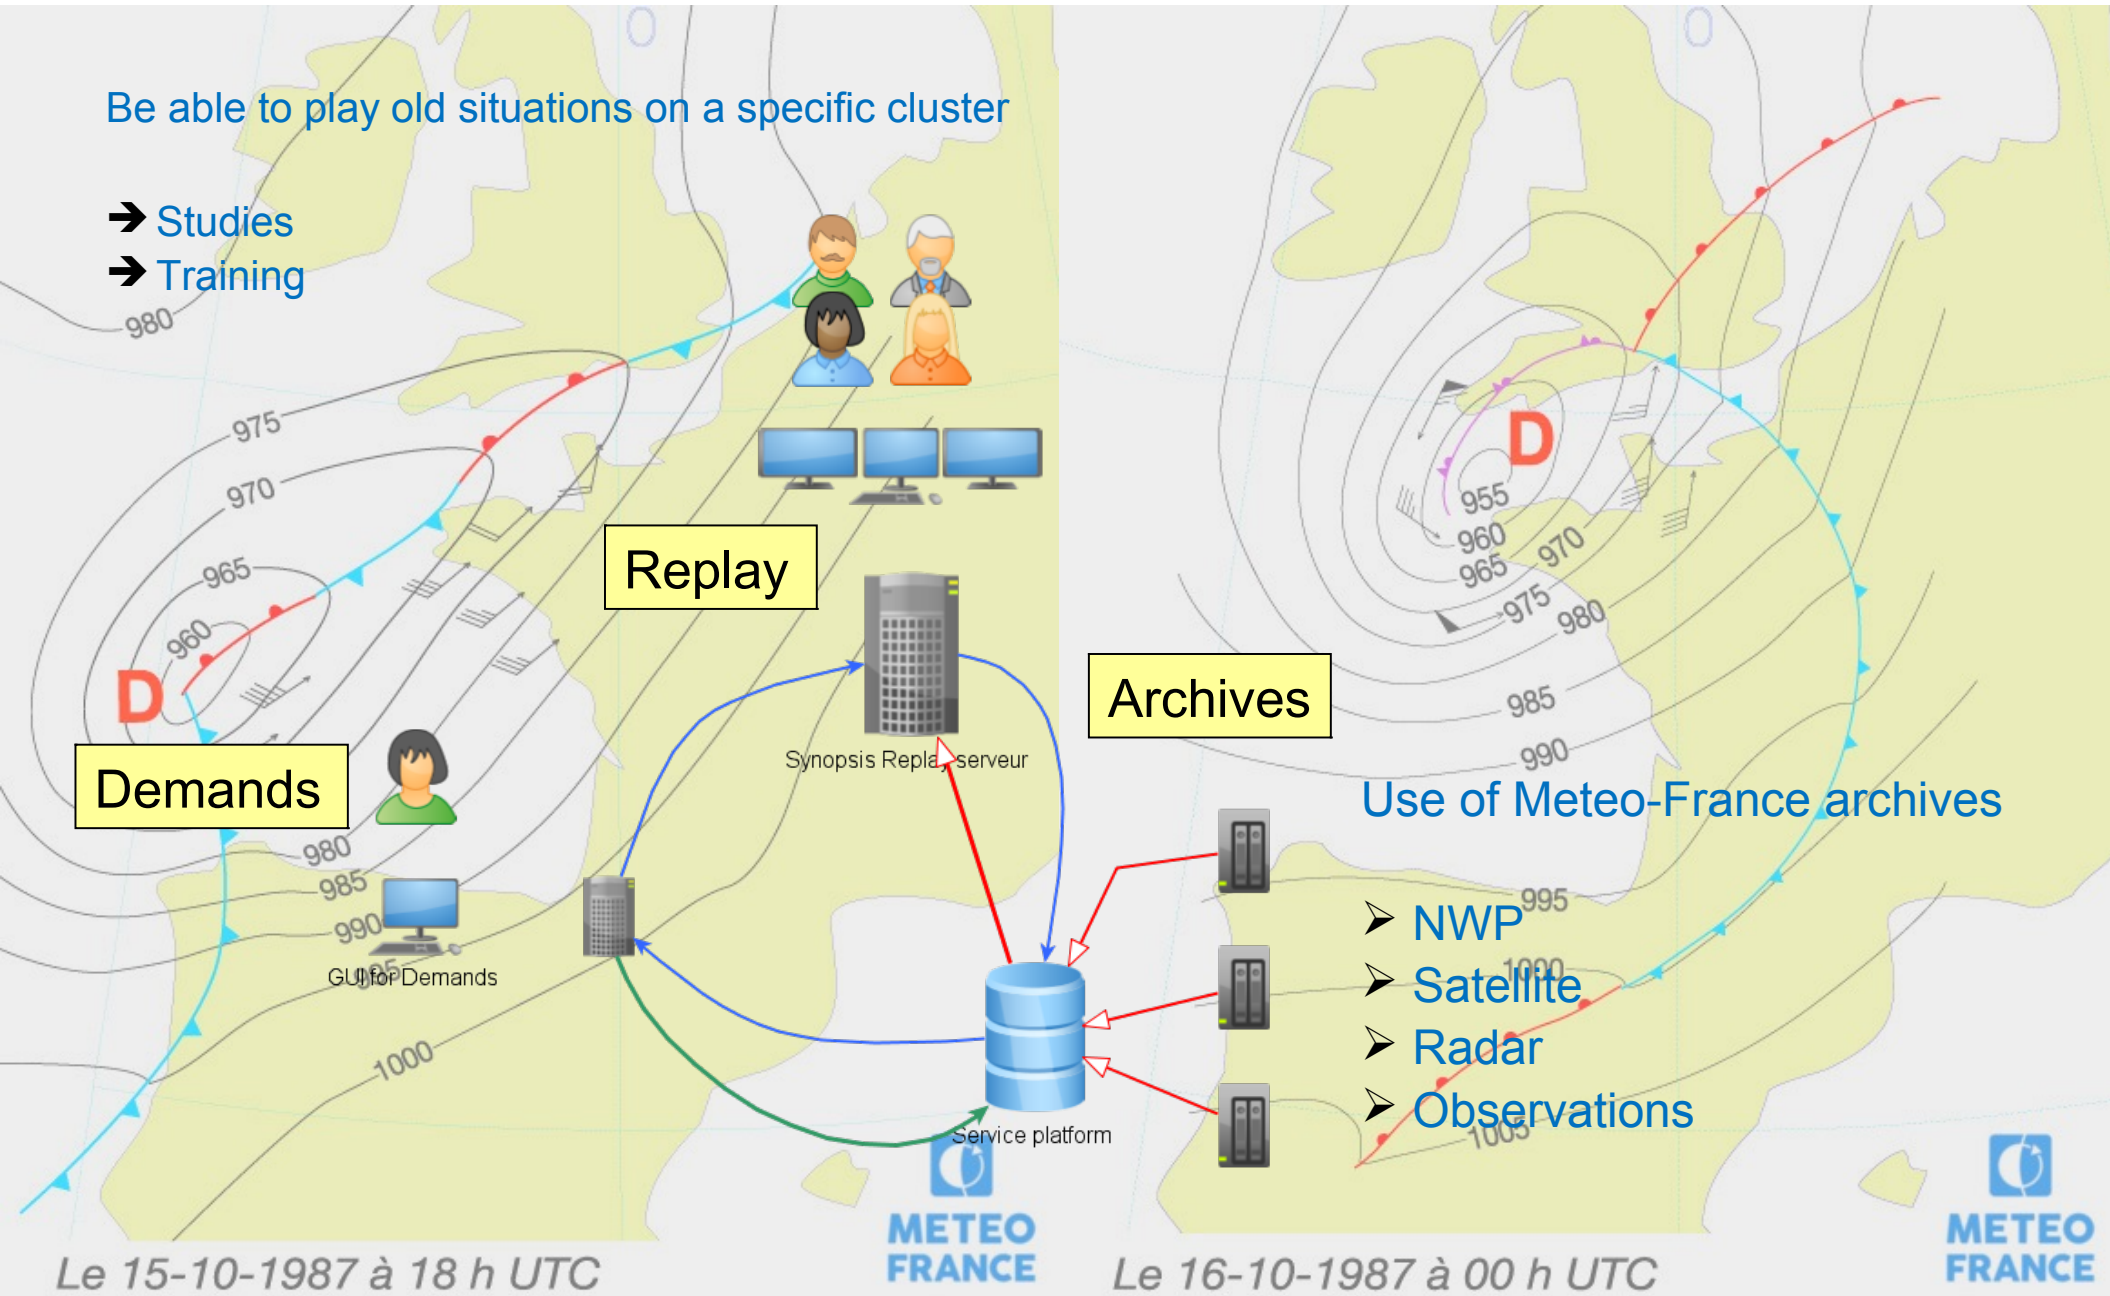 Be able to play old situations on a specific cluster
➔ Studies
➔ Training
980
975
970
965
960
D
Demands
980
985
990
995
1000
GUI for Demands
Replay
Synopsis Replay serveur
Service platform
METEO
FRANCE
Le 15-10-1987 à 18 h UTC
D
955
960
965
970
975
980
985
990
Archives
Use of Meteo-France archives
995
➢ NWP
1000
➢ Satellite
➢ Radar
➢ Observations
1005
METEO
FRANCE
Le 16-10-1987 à 00 h UTC